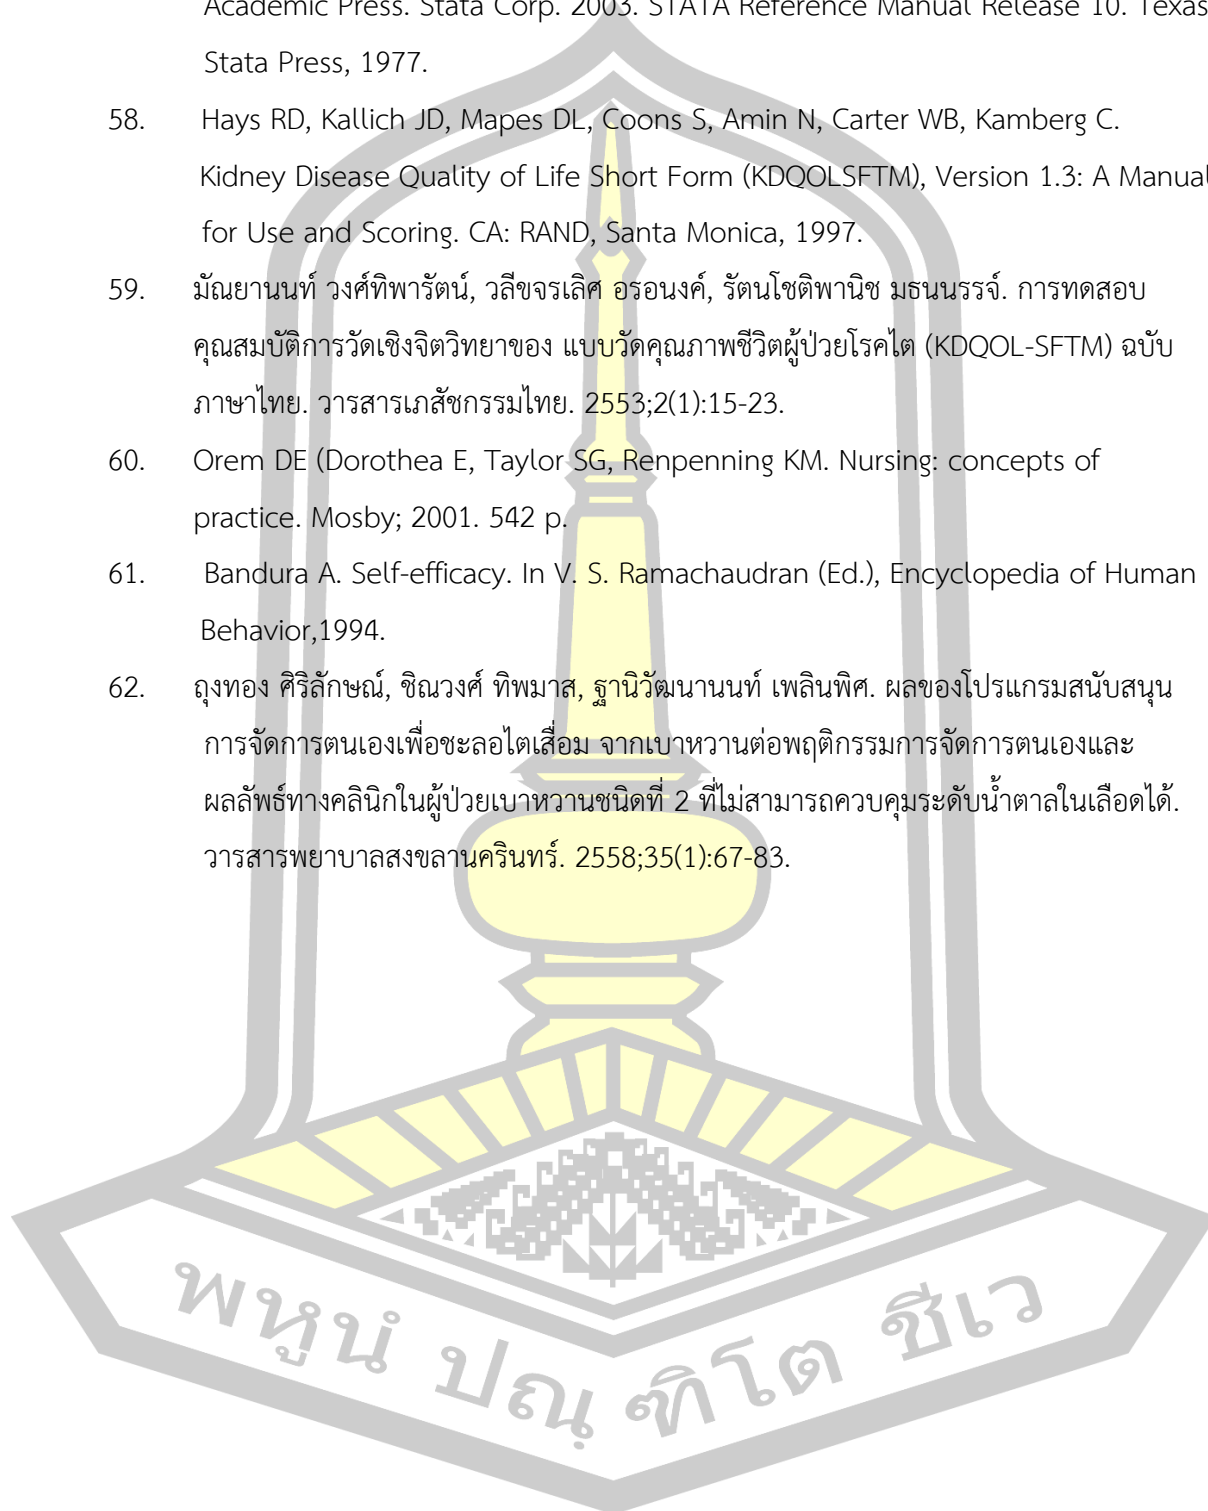 Academic Press. Stata Corp. 2003. STATA Reference Manual Release 10. Texas
Stata Press, 1977.
58. Hays RD, Kallich JD, Mapes DL, Coons S, Amin N, Carter WB, Kamberg C.
Kidney Disease Quality of Life Short Form (KDQOLSFTM), Version 1.3: A Manual
for Use and Scoring. CA: RAND, Santa Monica, 1997.
59. มัณยานนท์ วงศ์ทิพารัตน์, วลีขจรเลิศ อรอนงค์, รัตนโชติพานิช มธนนรรจ์. การทดสอบ
คุณสมบัติการวัดเชิงจิตวิทยาของ แบบวัดคุณภาพชีวิตผู้ป่วยโรคไต (KDQOL-SFTM) ฉบับ
ภาษาไทย. วารสารเภสัชกรรมไทย. 2553;2(1):15-23.
60. Orem DE (Dorothea E, Taylor SG, Renpenning KM. Nursing: concepts of
practice. Mosby; 2001. 542 p.
61. Bandura A. Self-efficacy. In V. S. Ramachaudran (Ed.), Encyclopedia of Human
Behavior,1994.
62. ถุงทอง ศิริลักษณ์, ชิณวงศ์ ทิพมาส, ฐานิวัฒนานนท์ เพลินพิศ. ผลของโปรแกรมสนับสนุน
การจัดการตนเองเพื่อชะลอไตเสื่อม จากเบาหวานต่อพฤติกรรมการจัดการตนเองและ
ผลลัพธ์ทางคลินิกในผู้ป่วยเบาหวานชนิดที่ 2 ที่ไม่สามารถควบคุมระดับน้ำตาลในเลือดได้.
วารสารพยาบาลสงขลานครินทร์. 2558;35(1):67-83.
พหูนํ ปณฺ ฑิโต ชีเว